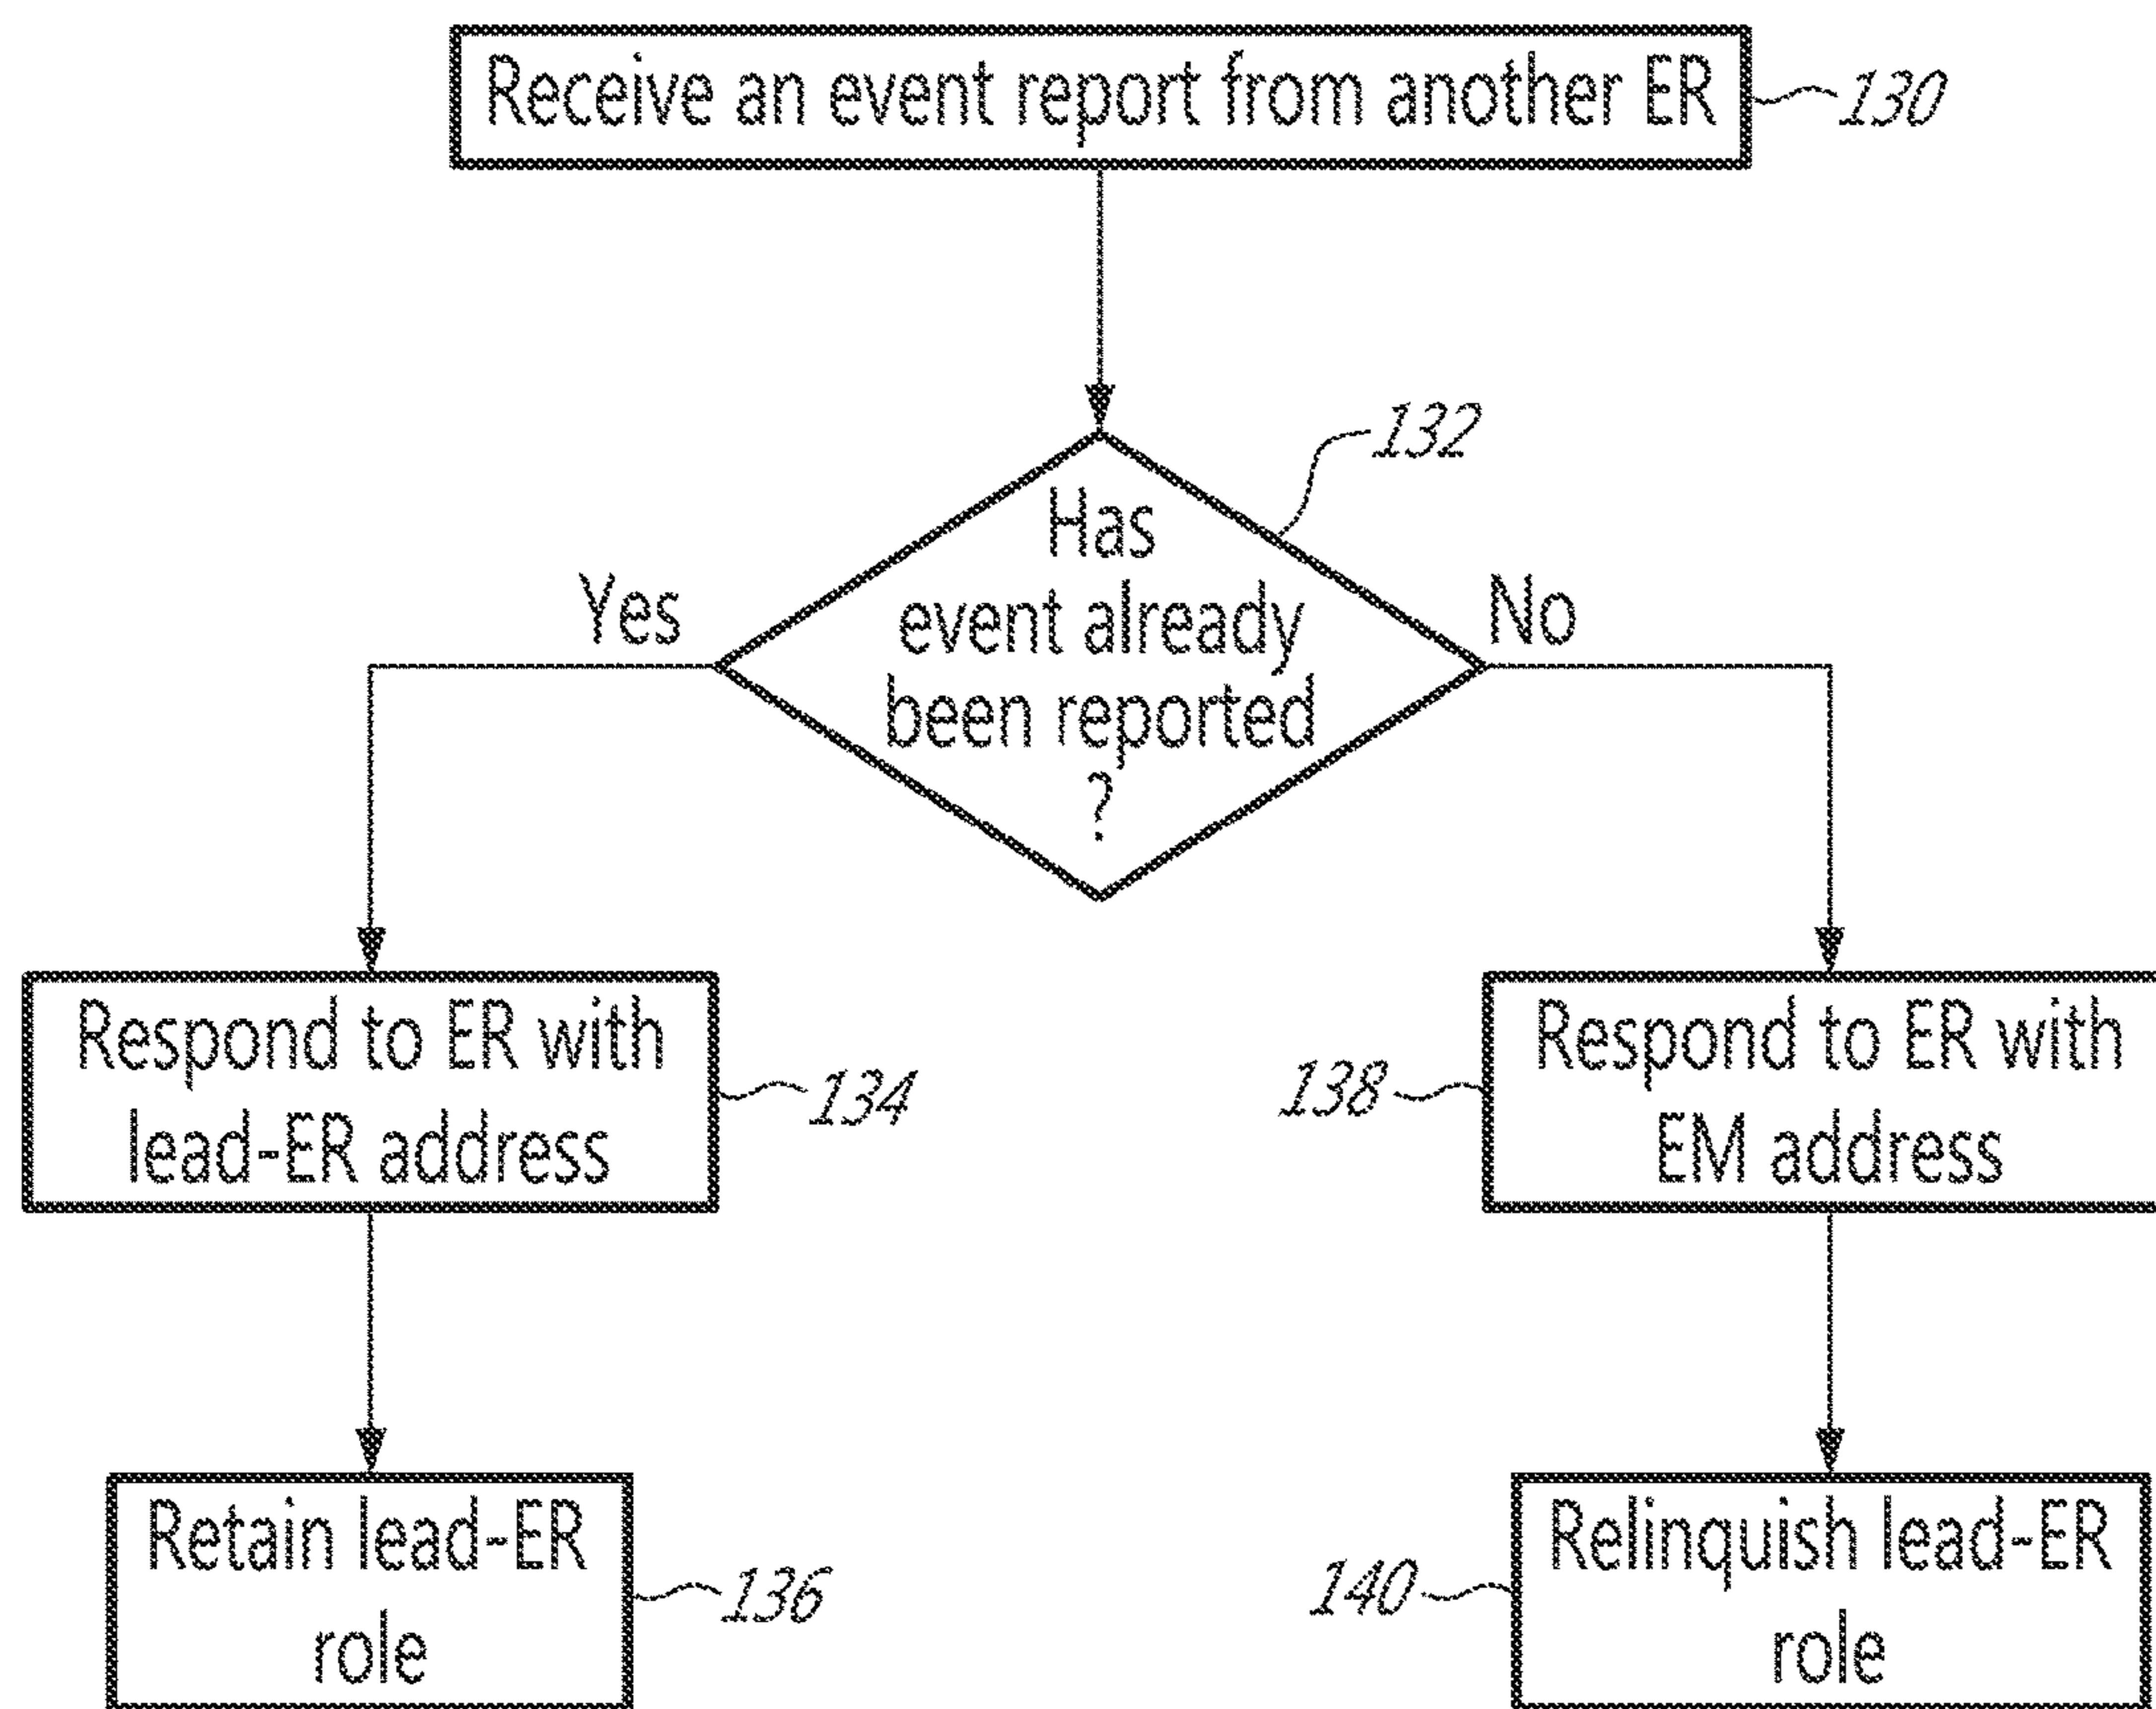 Receive an event report from another ER
130
132
Has
event already
been reported
?
Yes
No
Respond to ER with
lead-ER address
134
138
Respond to ER with
EM address
Retain lead-ER
role
136
140
Relinquish lead-ER
role